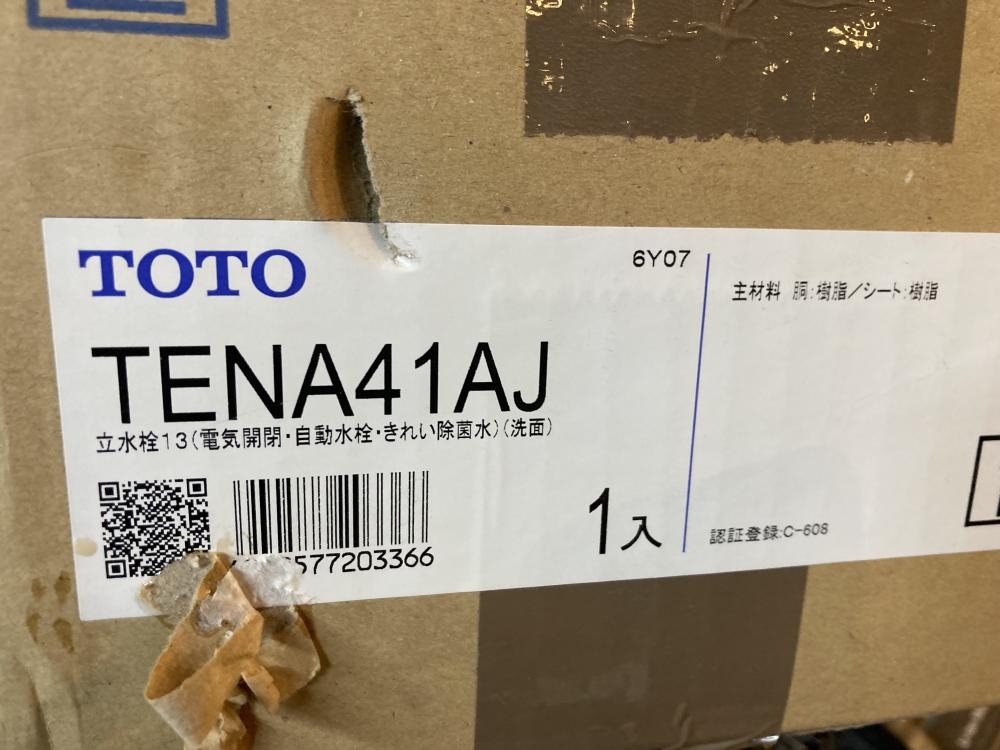 TOTO
6Y07
TENA41AJ
立水栓13(電気開閉・自動水栓・きれい除菌水)(洗面)
577203366
1入
主材料 胴:樹脂/シート:樹脂
認証登録:C-608